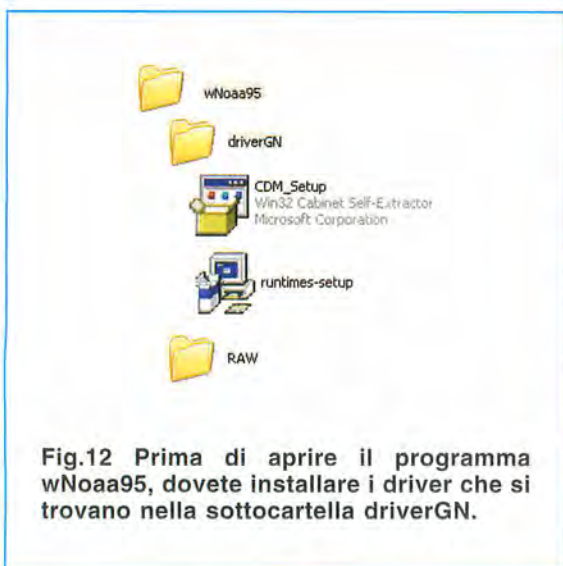 wNoaa95
driverGN
CDM_Setup
Win32 Cabinet Self-Extractor
Microsoft Corporation
runtimes-setup
RAW
Fig.12 Prima di aprire il programma
wNoaa95, dovete installare i driver che si
trovano nella sottocartella driverGN.